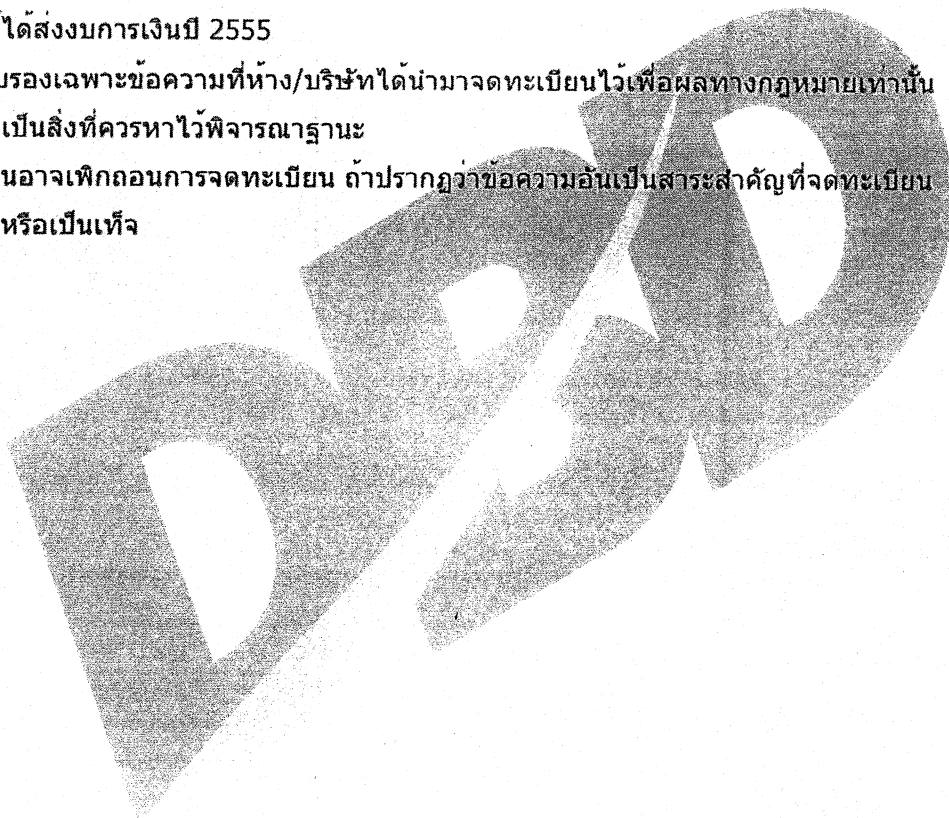 ได้ส่งงบการเงินปี 2555
บรองเฉพาะข้อความที่ห้าง/บริษัทได้นำมาจดทะเบียนไว้เพื่อผลทางกฎหมายเท่านั้น
เป็นสิ่งที่ควรหาไว้พิจารณาฐานะ
นอาจเพิกถอนการจดทะเบียน ถ้าปรากฏว่าข้อความอันเป็นสาระสำคัญที่จดทะเบียน
หรือเป็นเท็จ
DBD